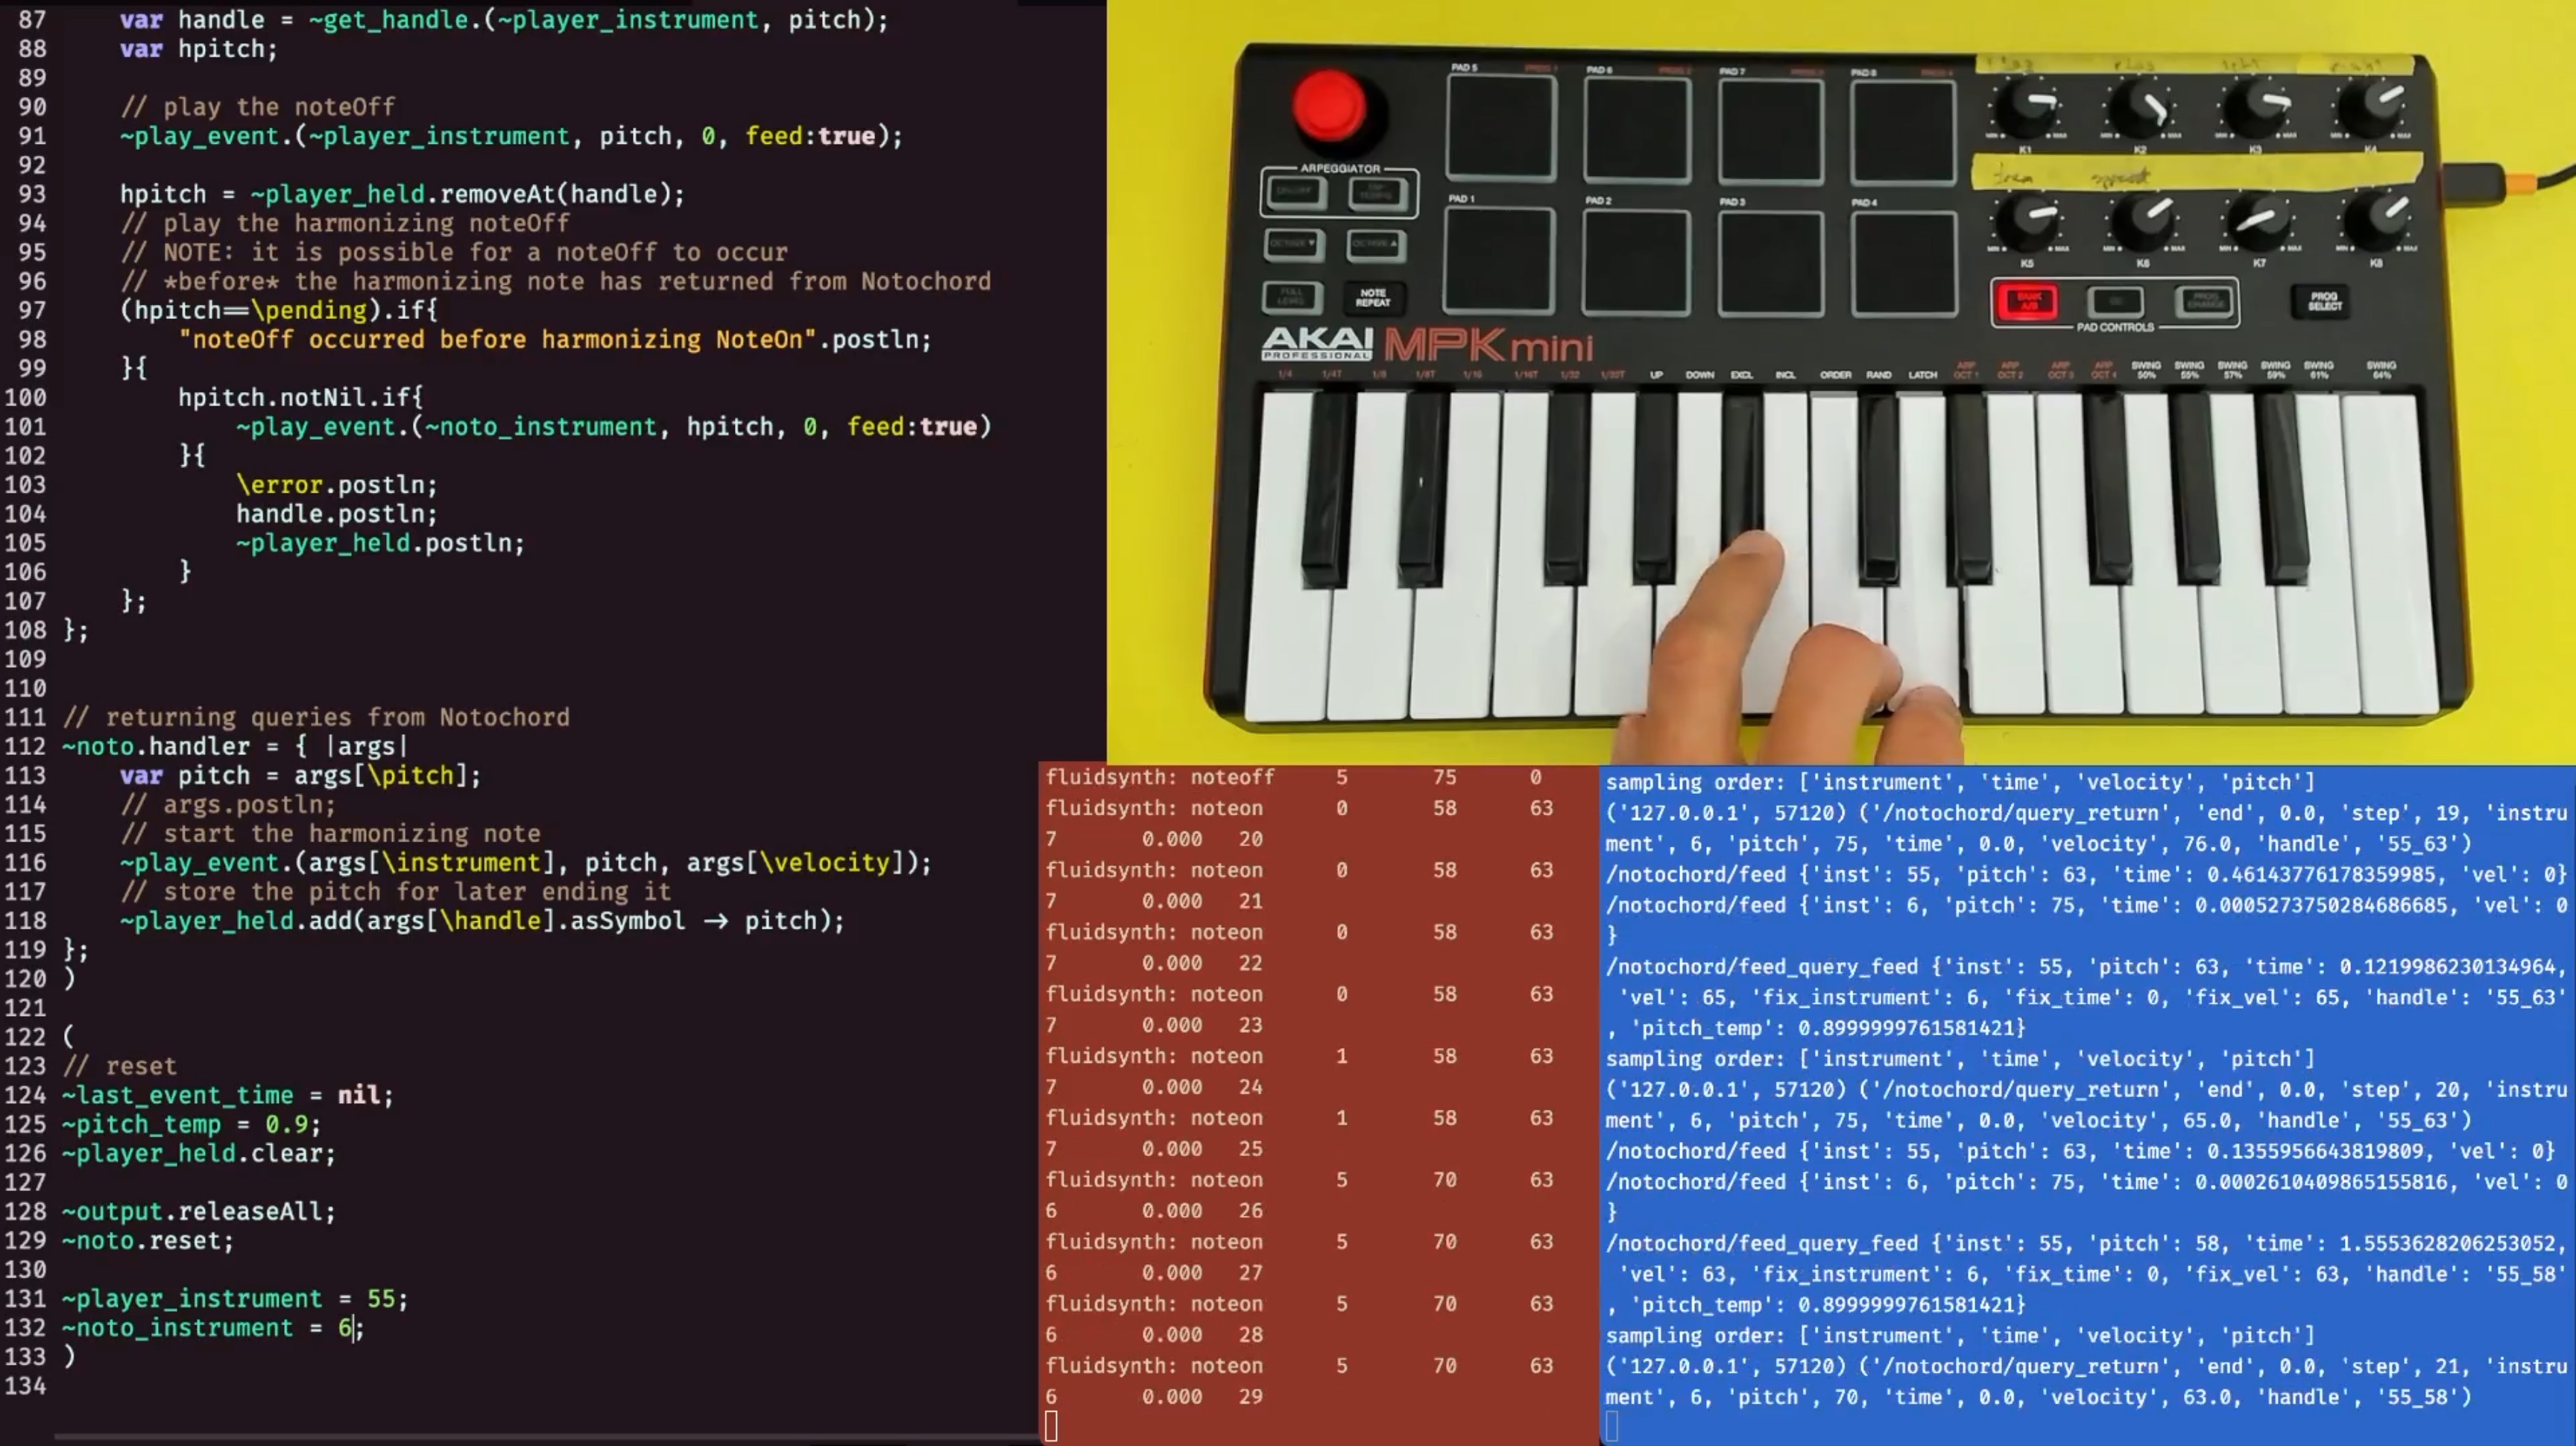 87 var handle = ~get_handle.(~player_instrument, pitch);
88 var hpitch;
89
90 // play the noteOff
91 ~play_event.(~player_instrument, pitch, 0, feed:true);
92
93 hpitch = ~player_held.removeAt(handle);
94 // play the harmonizing noteOff
95 // NOTE: it is possible for a noteOff to occur
96 // *before* the harmonizing note has returned from Notochord
97 (hpitch==\pending).if{
98 "noteOff occurred before harmonizing NoteOn".postln;
99 }{
100 hpitch.notNil.if{
101 ~play_event.(~noto_instrument, hpitch, 0, feed:true)
102 }{
103 \error.postln;
104 handle.postln;
105 ~player_held.postln;
106 }
107 };
108 };
109
110
111 // returning queries from Notochord
112 ~noto.handler = { |args|
113 var pitch = args[\pitch];
114 // args.postln;
115 // start the harmonizing note
116 ~play_event.(args[\instrument], pitch, args[\velocity]);
117 // store the pitch for later ending it
118 ~player_held.add(args[\handle].asSymbol -> pitch);
119 };
120 )
121
122 (
123 // reset
124 ~last_event_time = nil;
125 ~pitch_temp = 0.9;
126 ~player_held.clear;
127
128 ~output.releaseAll;
129 ~noto.reset;
130
131 ~player_instrument = 55;
132 ~noto_instrument = 6;
133 )
134
PAD 5 PAD 6 PAD 7 PAD 8
K1 K2 K3 K4
ARPEGGIATOR
PAD 1 PAD 2 PAD 3 PAD 4
K5 K6 K7 K8
FULL LEVEL NOTE REPEAT
BANK A/B
PROG SELECT
PAD CONTROLS
AKAI MPK mini
PROFESSIONAL
1/4 1/4T 1/8 1/8T 1/16 1/16T 1/32 1/32T UP DOWN EXCL INCL ORDER RAND LATCH ARP OCT 1 ARP OCT 2 ARP OCT 3 ARP OCT 4 SWING 50% SWING 55% SWING 57% SWING 59% SWING 61% SWING 64%
fluidsynth: noteoff 5 75 0
fluidsynth: noteon 0 58 63
7 0.000 20
fluidsynth: noteon 0 58 63
7 0.000 21
fluidsynth: noteon 0 58 63
7 0.000 22
fluidsynth: noteon 0 58 63
7 0.000 23
fluidsynth: noteon 1 58 63
7 0.000 24
fluidsynth: noteon 1 58 63
7 0.000 25
fluidsynth: noteon 5 70 63
6 0.000 26
fluidsynth: noteon 5 70 63
6 0.000 27
fluidsynth: noteon 5 70 63
6 0.000 28
fluidsynth: noteon 5 70 63
6 0.000 29
sampling order: ['instrument', 'time', 'velocity', 'pitch']
('127.0.0.1', 57120) ('/notochord/query_return', 'end', 0.0, 'step', 19, 'instru
ment', 6, 'pitch', 75, 'time', 0.0, 'velocity', 76.0, 'handle', '55_63')
/notochord/feed {'inst': 55, 'pitch': 63, 'time': 0.46143776178359985, 'vel': 0}
/notochord/feed {'inst': 6, 'pitch': 75, 'time': 0.0005273750284686685, 'vel': 0
}
/notochord/feed_query_feed {'inst': 55, 'pitch': 63, 'time': 0.1219986230134964,
'vel': 65, 'fix_instrument': 6, 'fix_time': 0, 'fix_vel': 65, 'handle': '55_63'
, 'pitch_temp': 0.8999999761581421}
sampling order: ['instrument', 'time', 'velocity', 'pitch']
('127.0.0.1', 57120) ('/notochord/query_return', 'end', 0.0, 'step', 20, 'instru
ment', 6, 'pitch', 75, 'time', 0.0, 'velocity', 65.0, 'handle', '55_63')
/notochord/feed {'inst': 55, 'pitch': 63, 'time': 0.1355956643819809, 'vel': 0}
/notochord/feed {'inst': 6, 'pitch': 75, 'time': 0.0002610409865155816, 'vel': 0
}
/notochord/feed_query_feed {'inst': 55, 'pitch': 58, 'time': 1.5553628206253052,
'vel': 63, 'fix_instrument': 6, 'fix_time': 0, 'fix_vel': 63, 'handle': '55_58'
, 'pitch_temp': 0.8999999761581421}
sampling order: ['instrument', 'time', 'velocity', 'pitch']
('127.0.0.1', 57120) ('/notochord/query_return', 'end', 0.0, 'step', 21, 'instru
ment', 6, 'pitch', 70, 'time', 0.0, 'velocity', 63.0, 'handle', '55_58')